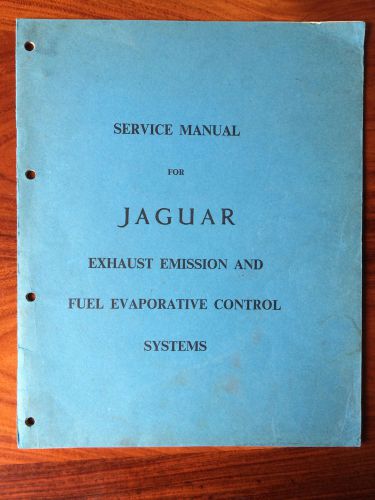 SERVICE MANUAL
FOR
JAGUAR
EXHAUST EMISSION AND
FUEL EVAPORATIVE CONTROL
SYSTEMS